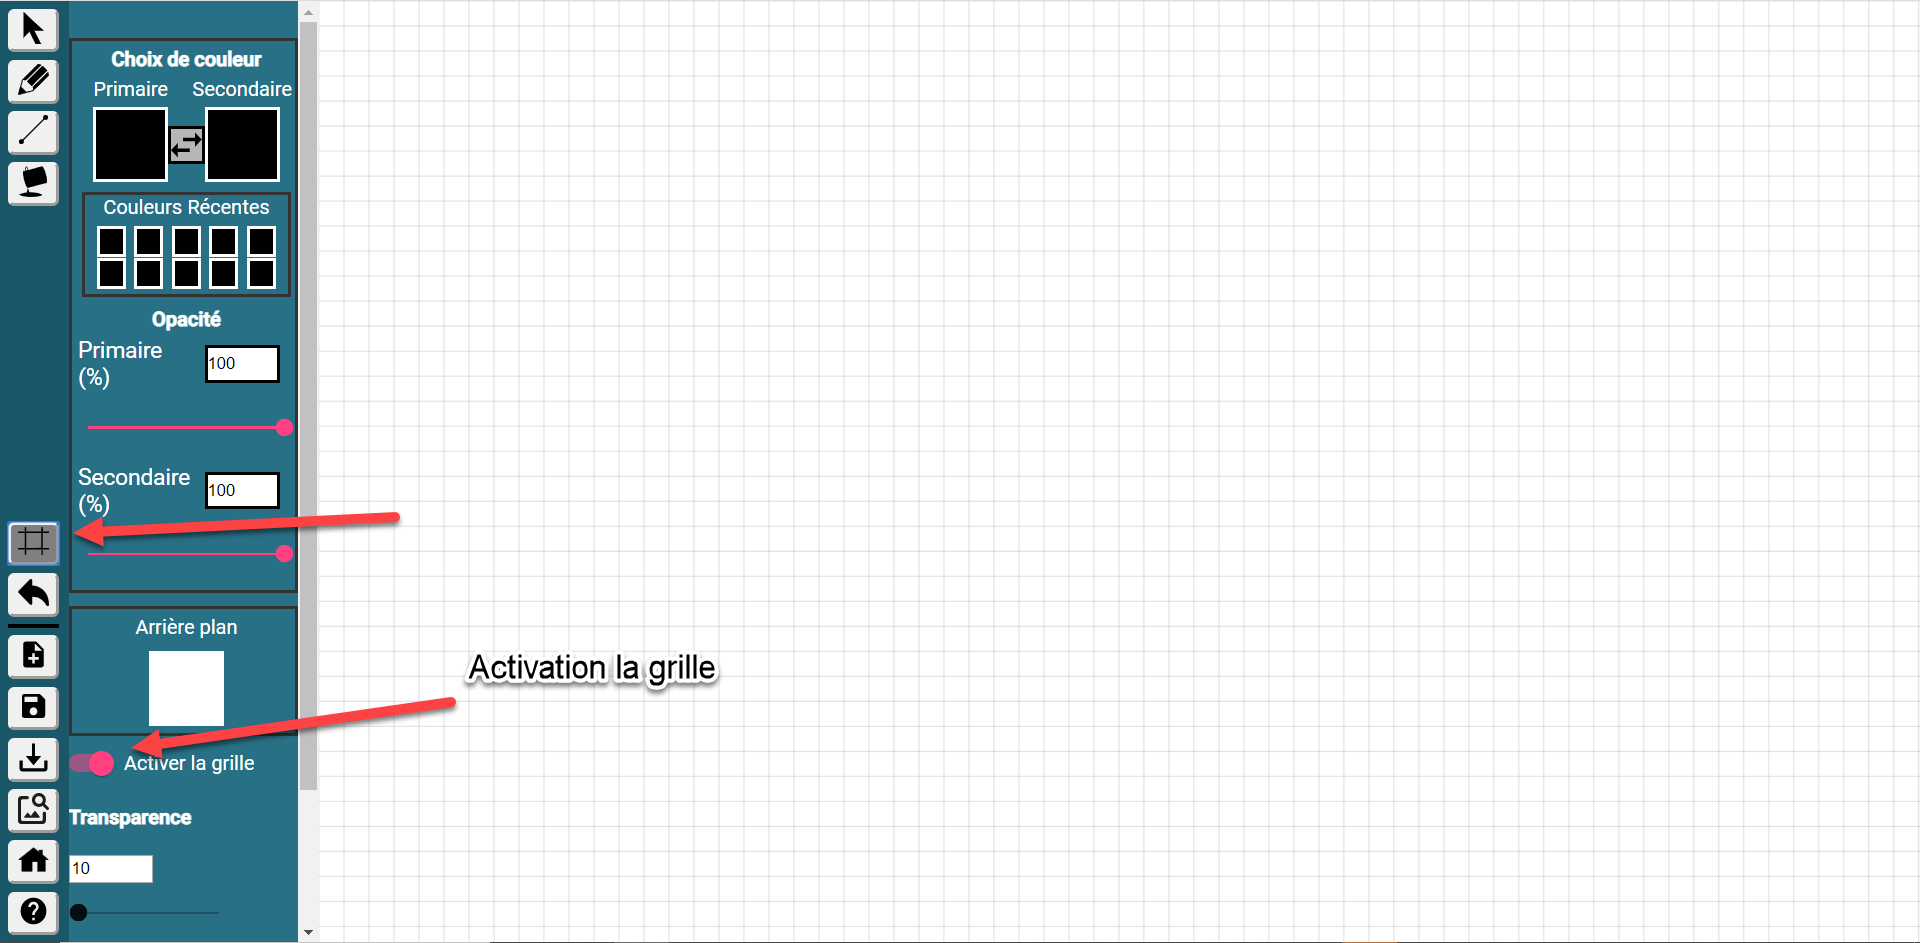 Choix de couleur
Primaire Secondaire
Couleurs Récentes
Opacité
Primaire
(%)
100
Secondaire
(%)
100
Arrière plan
Activation la grille
Activer la grille
Transparence
10